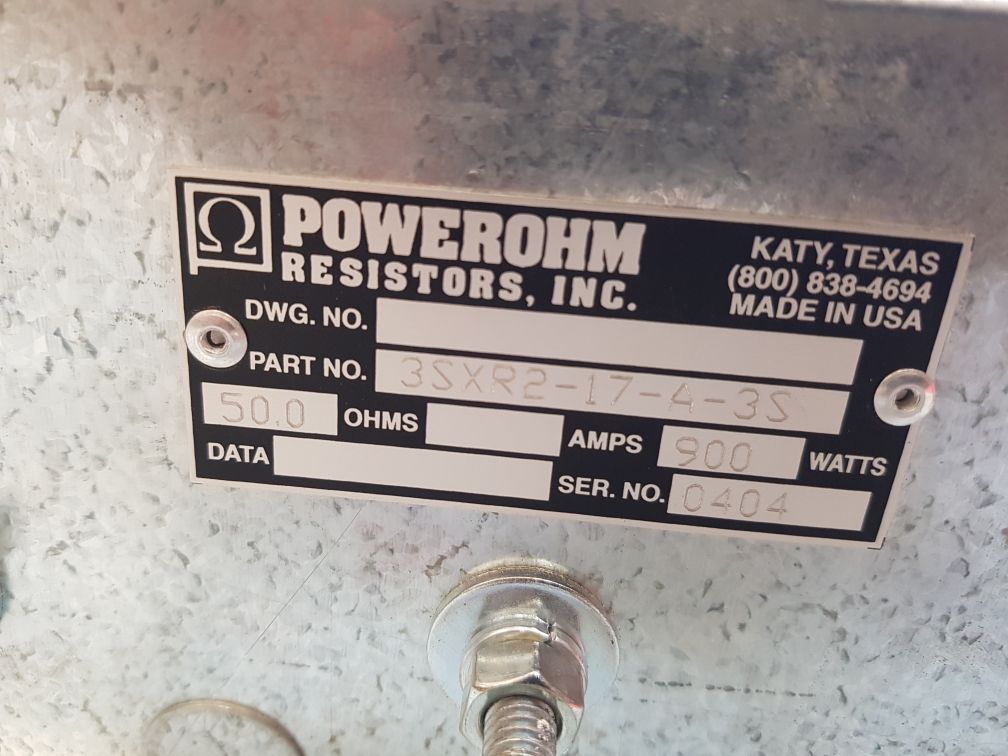 Ω POWEROHM
RESISTORS, INC.
KATY, TEXAS
(800) 838-4694
MADE IN USA
DWG. NO.
PART NO. 3SXR2-17-A-3S
50.0 OHMS AMPS 900 WATTS
DATA SER. NO. 0404